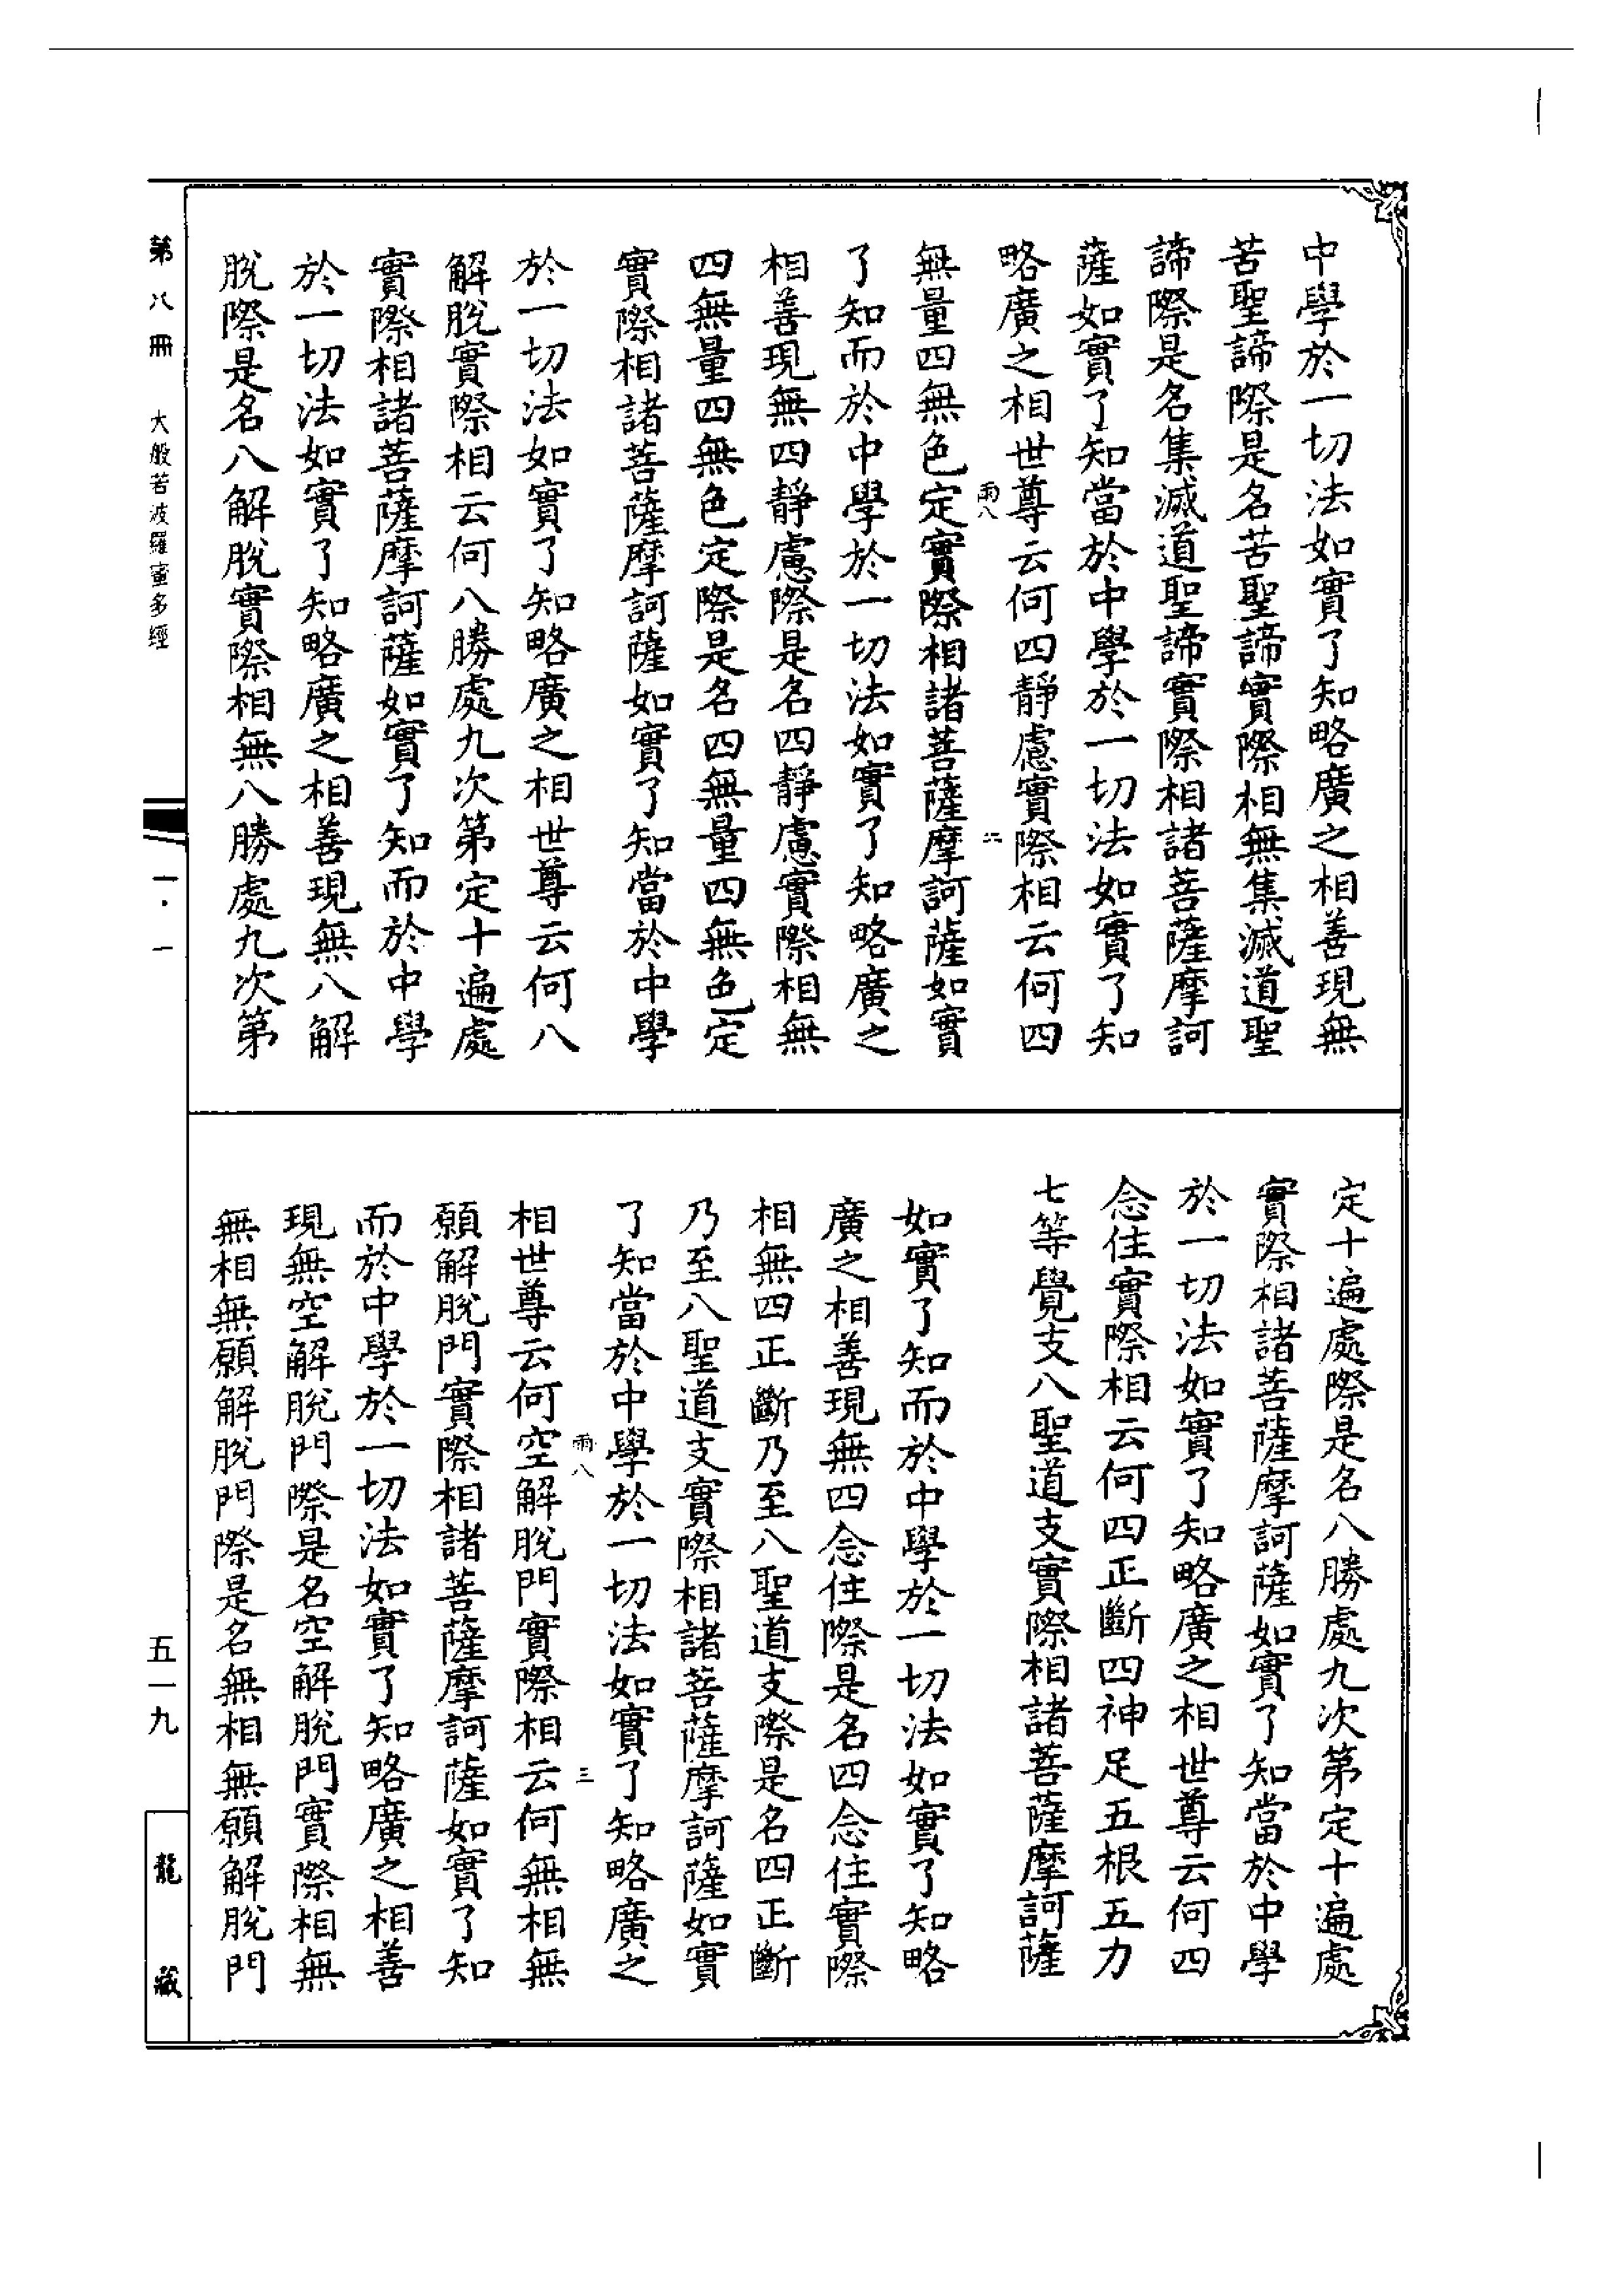 中學於一切法如實了知略廣之相善現無
苦聖諦際是名苦聖諦實際相無集滅道聖
諦際是名集滅道聖諦實際相諸菩薩摩訶
薩如實了知當於中學於一切法如實了知
略廣之相世尊云何四靜慮實際相云何四
雨八
二
無量四無色定實際相諸菩薩摩訶薩如實
了知而於中學於一切法如實了知略廣之
相善現無四靜慮際是名四靜慮實際相無
四無量四無色定際是名四無量四無色定
實際相諸菩薩摩訶薩如實了知當於中學
於一切法如實了知略廣之相世尊云何八
解脫實際相云何八勝處九次第定十遍處
實際相諸菩薩摩訶薩如實了知而於中學
於一切法如實了知略廣之相善現無八解
脫際是名八解脫實際相無八勝處九次第
定十遍處際是名八勝處九次第定十遍處
實際相諸菩薩摩訶薩如實了知當於中學
於一切法如實了知略廣之相世尊云何四
念住實際相云何四正斷四神足五根五力
七等覺支八聖道支實際相諸菩薩摩訶薩
如實了知而於中學於一切法如實了知略
廣之相善現無四念住際是名四念住實際
相無四正斷乃至八聖道支際是名四正斷
乃至八聖道支實際相諸菩薩摩訶薩如實
了知當於中學於一切法如實了知略廣之
雨八
三
相世尊云何空解脫門實際相云何無相無
願解脫門實際相諸菩薩摩訶薩如實了知
而於中學於一切法如實了知略廣之相善
現無空解脫門際是名空解脫門實際相無
無相無願解脫門際是名無相無願解脫門
第八冊 大般若波羅蜜多經
一·一
五一九
龍藏